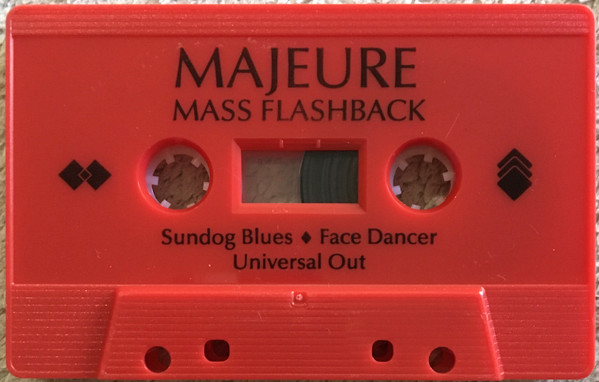 MAJEURE
MASS FLASHBACK
Sundog Blues ♦ Face Dancer
Universal Out